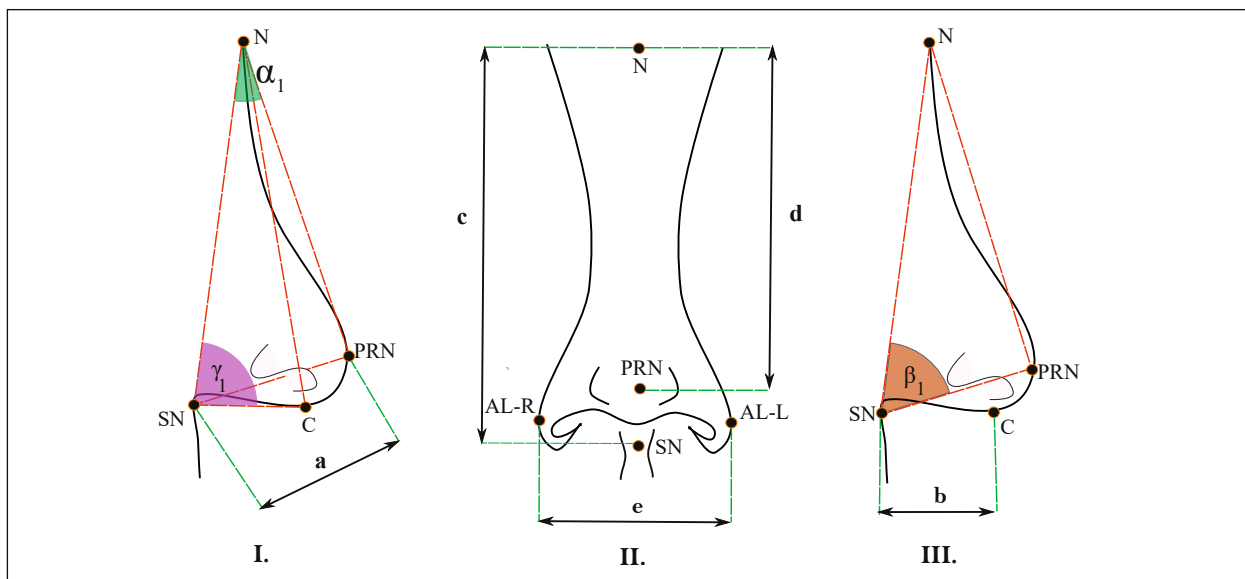 N
α1
γ1
PRN
SN
C
a
I.
N
c
d
PRN
AL-R
AL-L
SN
e
II.
N
β1
PRN
SN
C
b
III.